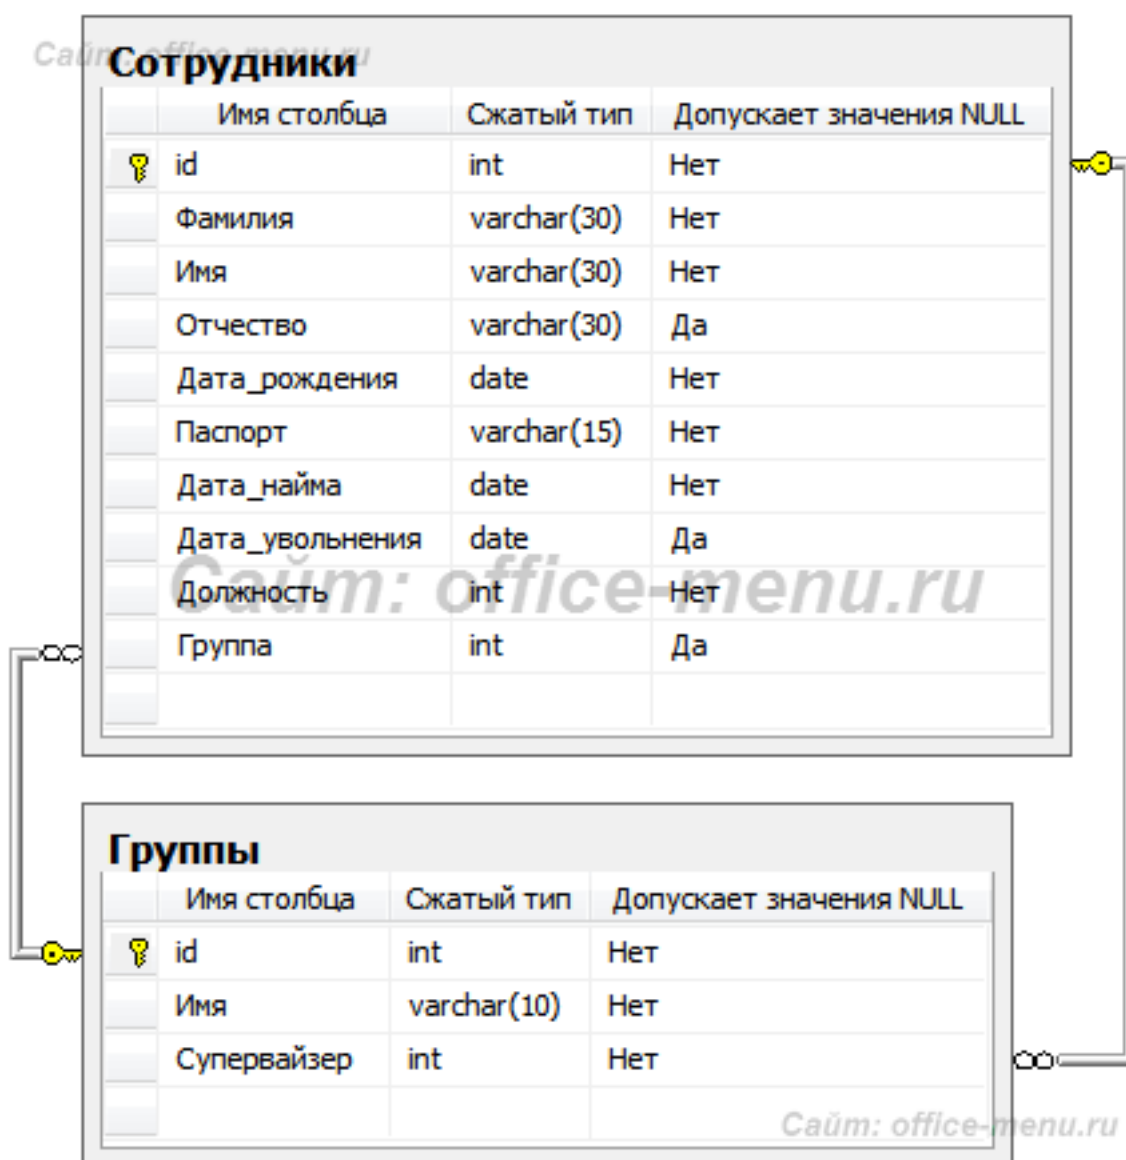 Сайт: office-menu.ru
Сотрудники
Имя столбца Сжатый тип Допускает значения NULL
id int Нет
Фамилия varchar(30) Нет
Имя varchar(30) Нет
Отчество varchar(30) Да
Дата_рождения date Нет
Паспорт varchar(15) Нет
Дата_найма date Нет
Дата_увольнения date Да
Сайт: office-menu.ru
Должность int Нет
Группа int Да
Группы
Имя столбца Сжатый тип Допускает значения NULL
id int Нет
Имя varchar(10) Нет
Супервайзер int Нет
Сайт: office-menu.ru